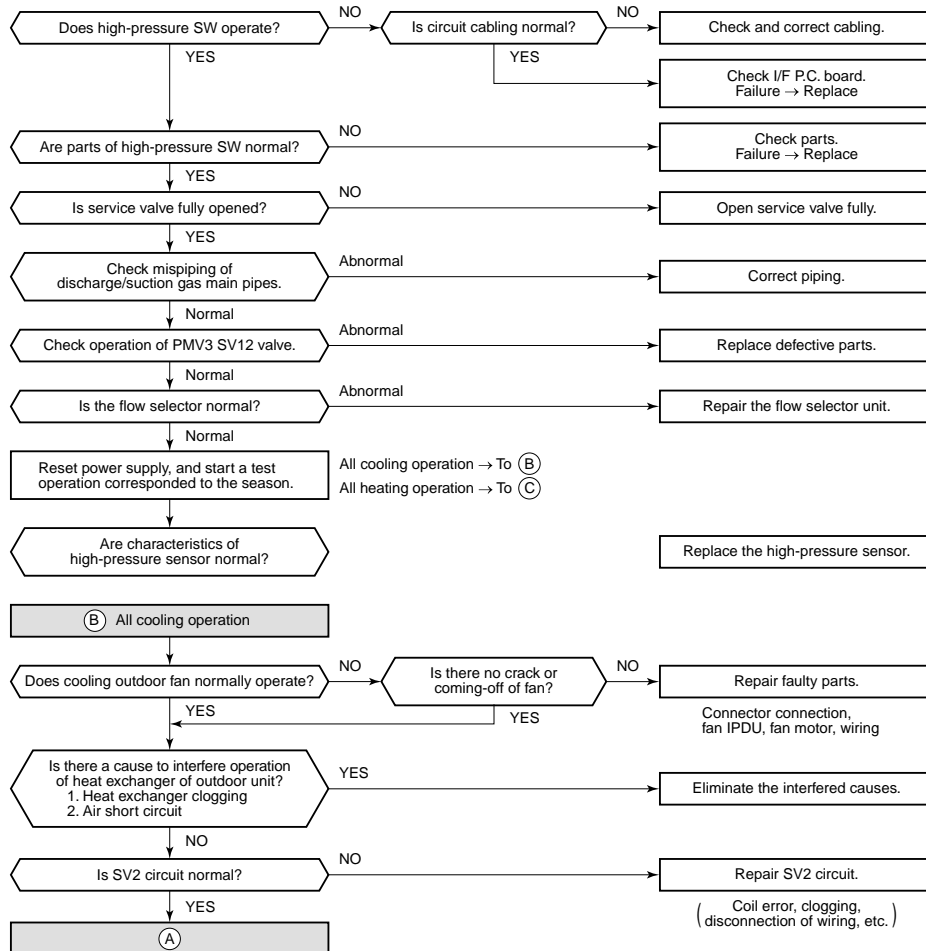 Does high-pressure SW operate?
NO
Is circuit cabling normal?
NO
Check and correct cabling.
YES
YES
Check I/F P.C. board.
Failure → Replace
Are parts of high-pressure SW normal?
NO
Check parts.
Failure → Replace
YES
Is service valve fully opened?
NO
Open service valve fully.
YES
Check mispiping of
discharge/suction gas main pipes.
Abnormal
Correct piping.
Normal
Check operation of PMV3 SV12 valve.
Abnormal
Replace defective parts.
Normal
Is the flow selector normal?
Abnormal
Repair the flow selector unit.
Normal
Reset power supply, and start a test
operation corresponded to the season.
All cooling operation → To B
All heating operation → To C
Are characteristics of
high-pressure sensor normal?
Replace the high-pressure sensor.
B All cooling operation
Does cooling outdoor fan normally operate?
NO
Is there no crack or
coming-off of fan?
NO
Repair faulty parts.
Connector connection,
fan IPDU, fan motor, wiring
YES
YES
Is there a cause to interfere operation
of heat exchanger of outdoor unit?
1. Heat exchanger clogging
2. Air short circuit
YES
Eliminate the interfered causes.
NO
Is SV2 circuit normal?
NO
Repair SV2 circuit.
(Coil error, clogging,
disconnection of wiring, etc.)
YES
A